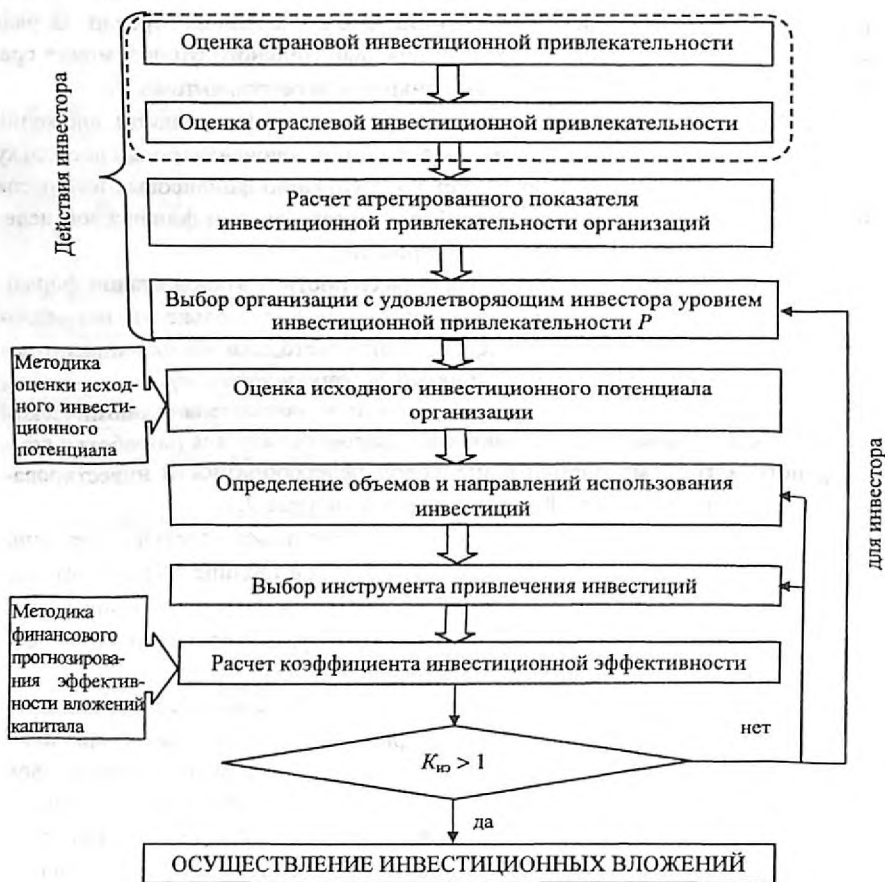 Оценка страновой инвестиционной привлекательности
Оценка отраслевой инвестиционной привлекательности
Действия инвестора
Расчет агрегированного показателя
инвестиционной привлекательности организаций
Выбор организации с удовлетворяющим инвестора уровнем
инвестиционной привлекательности P
Методика
оценки исход-
ного инвести-
ционного
потенциала
Оценка исходного инвестиционного потенциала
организации
Определение объемов и направлений использования
инвестиций
для инвестора
Выбор инструмента привлечения инвестиций
Методика
финансового
прогнозирова-
ния эффектив-
ности вложений
капитала
Расчет коэффициента инвестиционной эффективности
нет
Kиэ > 1
да
ОСУЩЕСТВЛЕНИЕ ИНВЕСТИЦИОННЫХ ВЛОЖЕНИЙ